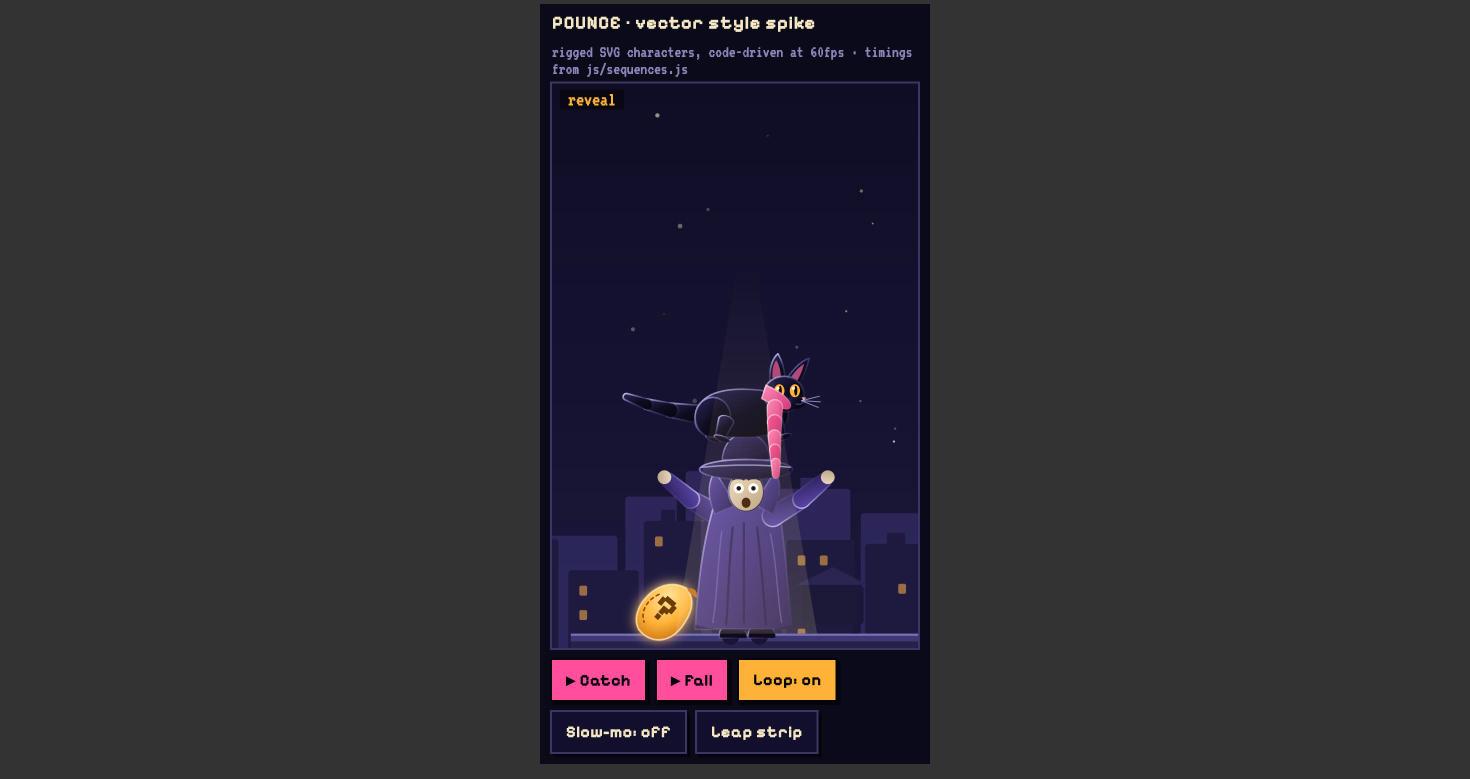 POUNCE · vector style spike
rigged SVG characters, code-driven at 60fps · timings
from js/sequences.js
reveal
?
▶ Catch
▶ Fall
Loop: on
Slow-mo: off
Leap strip